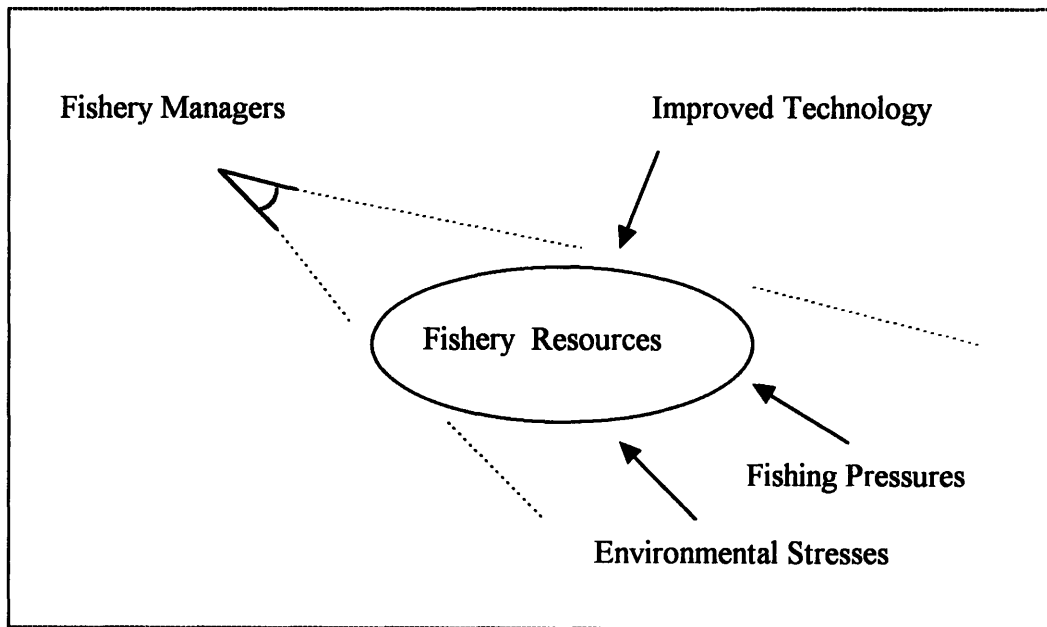 Fishery Managers
Improved Technology
Fishery Resources
Fishing Pressures
Environmental Stresses